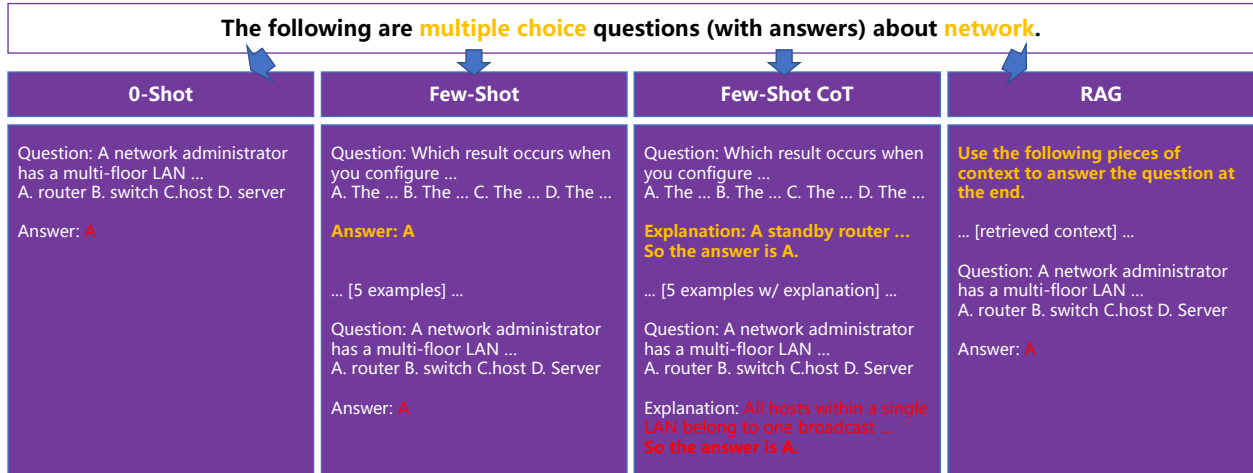 The following are multiple choice questions (with answers) about network.
0-Shot
Question: A network administrator
has a multi-floor LAN ...
A. router B. switch C.host D. server
Answer: A
Few-Shot
Question: Which result occurs when
you configure ...
A. The ... B. The ... C. The ... D. The ...
Answer: A
... [5 examples] ...
Question: A network administrator
has a multi-floor LAN ...
A. router B. switch C.host D. Server
Answer: A
Few-Shot CoT
Question: Which result occurs when
you configure ...
A. The ... B. The ... C. The ... D. The ...
Explanation: A standby router ...
So the answer is A.
... [5 examples w/ explanation] ...
Question: A network administrator
has a multi-floor LAN ...
A. router B. switch C.host D. Server
Explanation: All hosts within a single
LAN belong to one broadcast ...
So the answer is A.
RAG
Use the following pieces of
context to answer the question at
the end.
... [retrieved context] ...
Question: A network administrator
has a multi-floor LAN ...
A. router B. switch C.host D. Server
Answer: A